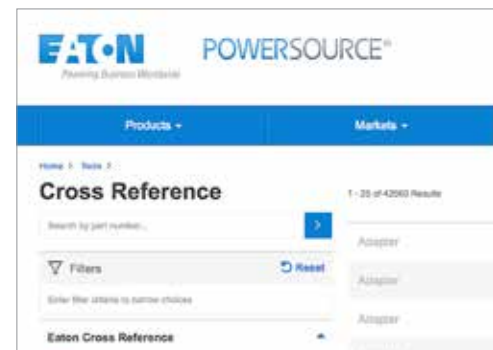 EATON
Powering Business Worldwide
POWERSOURCE®
Products
Markets
Home > Tools >
Cross Reference
1 - 25 of 42560 Results
Search by part number...
Adapter
Filters
Reset
Adapter
Enter filter criteria to narrow choices
Adapter
Eaton Cross Reference